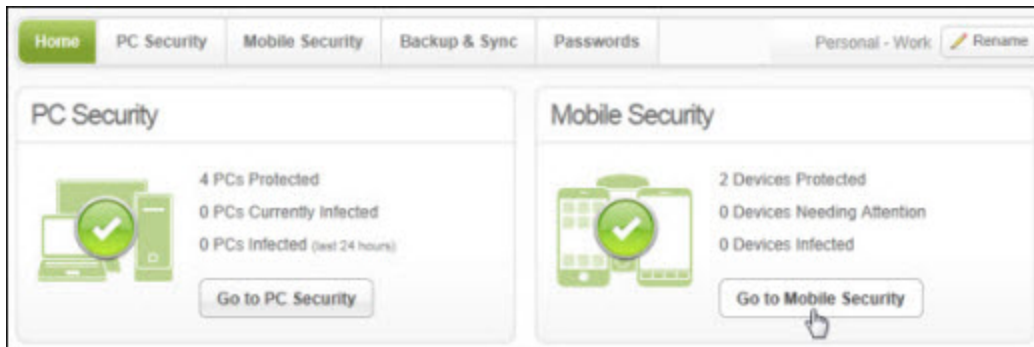 Home PC Security Mobile Security Backup & Sync Passwords Personal - Work Rename
PC Security
4 PCs Protected
0 PCs Currently Infected
0 PCs Infected (last 24 hours)
Go to PC Security
Mobile Security
2 Devices Protected
0 Devices Needing Attention
0 Devices Infected
Go to Mobile Security